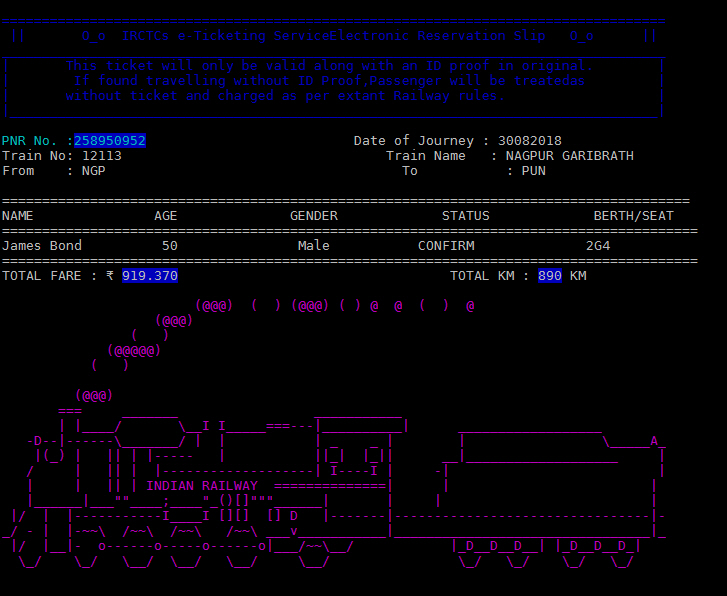 || O_o IRCTCs e-Ticketing ServiceElectronic Reservation Slip O_o ||
This ticket will only be valid along with an ID proof in original.
If found travelling without ID Proof,Passenger will be treatedas
without ticket and charged as per extant Railway rules.
PNR No. :258950952 Date of Journey : 30082018
Train No: 12113 Train Name : NAGPUR GARIBRATH
From : NGP To : PUN
NAME AGE GENDER STATUS BERTH/SEAT
James Bond 50 Male CONFIRM 2G4
TOTAL FARE : ₹ 919.370 TOTAL KM : 890 KM
INDIAN RAILWAY